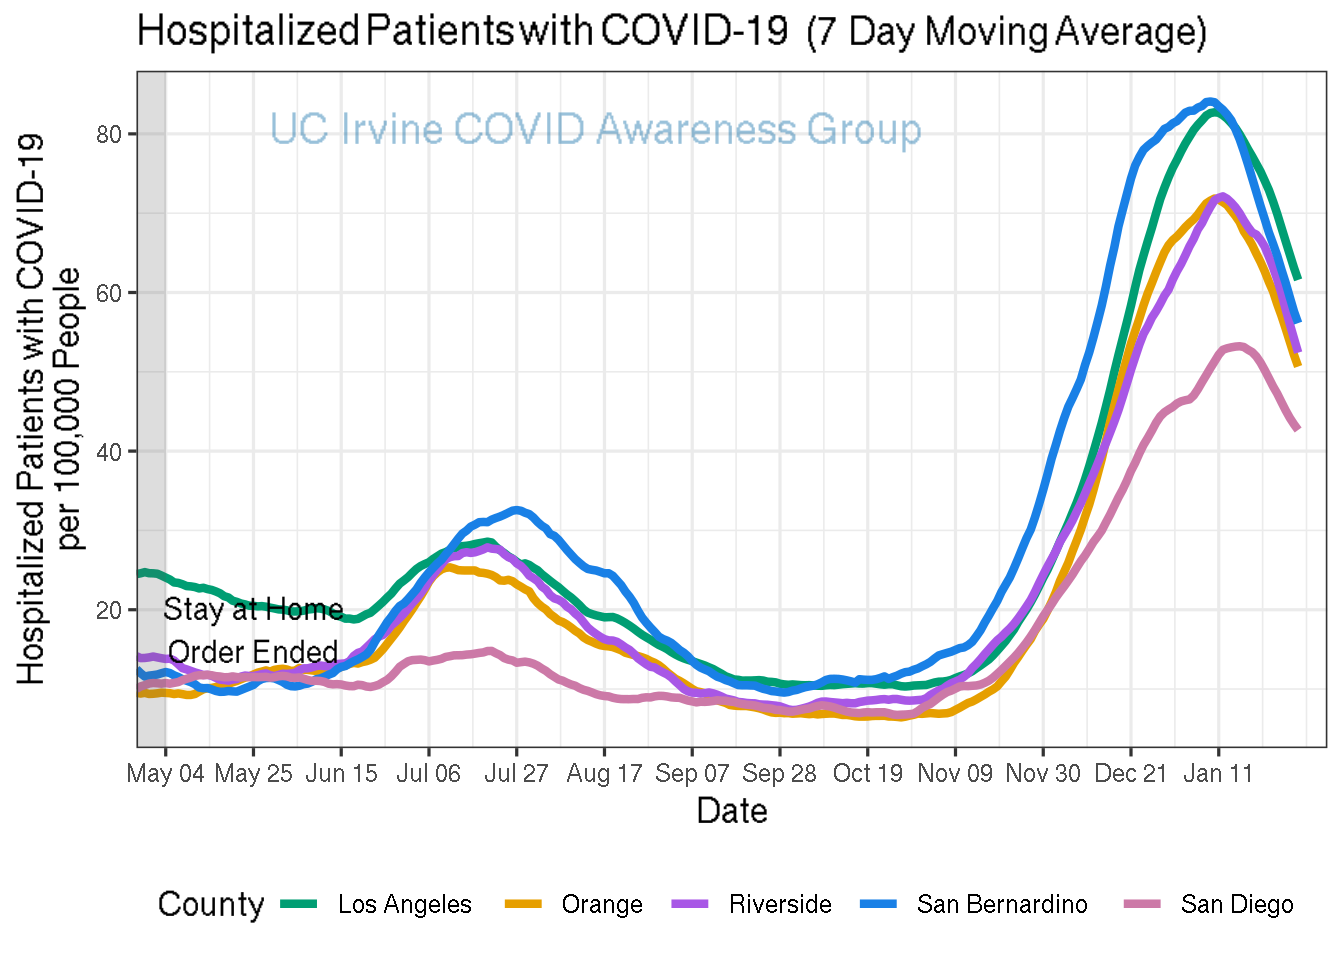 Hospitalized Patients with COVID-19 (7 Day Moving Average)
UC Irvine COVID Awareness Group
Hospitalized Patients with COVID-19
per 100,000 People
80
60
40
20
Stay at Home
Order Ended
May 04 May 25 Jun 15 Jul 06 Jul 27 Aug 17 Sep 07 Sep 28 Oct 19 Nov 09 Nov 30 Dec 21 Jan 11
Date
County Los Angeles Orange Riverside San Bernardino San Diego